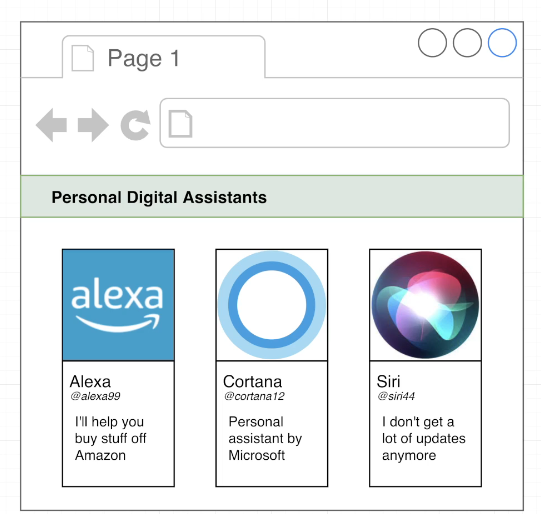 Page 1
Personal Digital Assistants
alexa
Alexa
@alexa99
I'll help you
buy stuff off
Amazon
Cortana
@cortana12
Personal
assistant by
Microsoft
Siri
@siri44
I don't get a
lot of updates
anymore